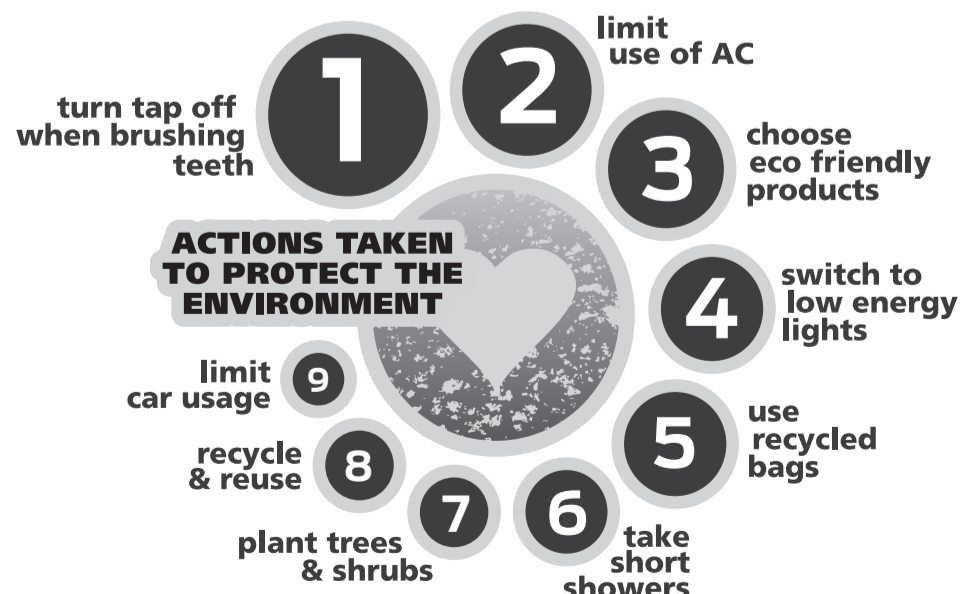 1
turn tap off
when brushing
teeth
2
limit
use of AC
3
choose
eco friendly
products
4
switch to
low energy
lights
5
use
recycled
bags
6
take
short
showers
7
plant trees
& shrubs
8
recycle
& reuse
9
limit
car usage
ACTIONS TAKEN
TO PROTECT THE
ENVIRONMENT